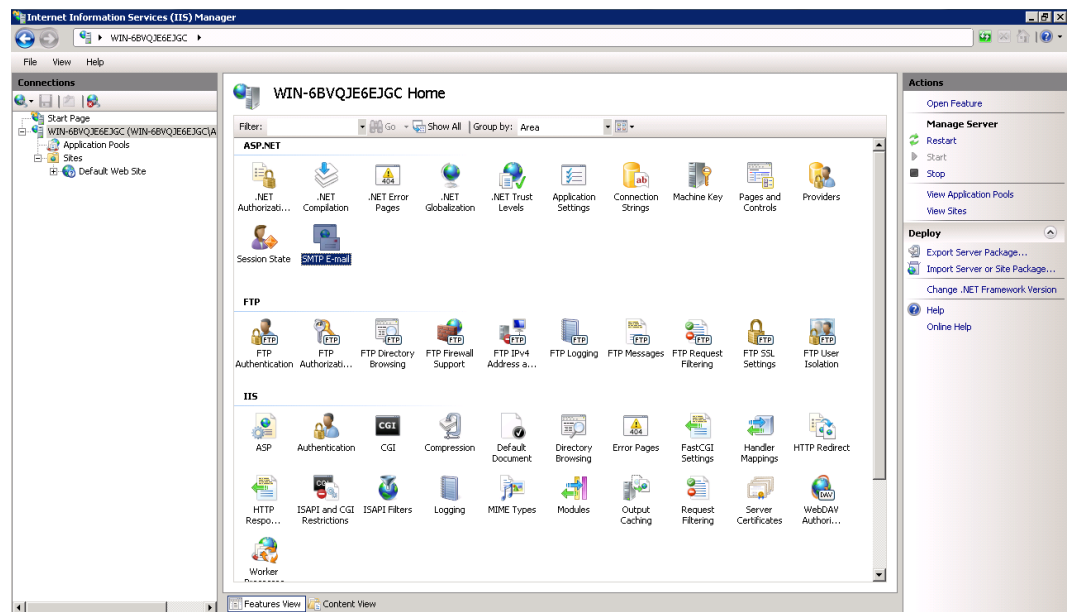 Internet Information Services (IIS) Manager
WIN-6BVQJE6EJGC
File View Help
Connections
Start Page
WIN-6BVQJE6EJGC (WIN-6BVQJE6EJGC\A
Application Pools
Sites
Default Web Site
WIN-6BVQJE6EJGC Home
Filter: Go Show All Group by: Area
ASP.NET
.NET Authorizati...
.NET Compilation
.NET Error Pages
.NET Globalization
.NET Trust Levels
Application Settings
Connection Strings
Machine Key
Pages and Controls
Providers
Session State
SMTP E-mail
FTP
FTP Authentication
FTP Authorizati...
FTP Directory Browsing
FTP Firewall Support
FTP IPv4 Address a...
FTP Logging
FTP Messages
FTP Request Filtering
FTP SSL Settings
FTP User Isolation
IIS
ASP
Authentication
CGI
Compression
Default Document
Directory Browsing
Error Pages
FastCGI Settings
Handler Mappings
HTTP Redirect
HTTP Respo...
ISAPI and CGI Restrictions
ISAPI Filters
Logging
MIME Types
Modules
Output Caching
Request Filtering
Server Certificates
WebDAV Authori...
Worker
Features View Content View
Actions
Open Feature
Manage Server
Restart
Start
Stop
View Application Pools
View Sites
Deploy
Export Server Package...
Import Server or Site Package...
Change .NET Framework Version
Help
Online Help